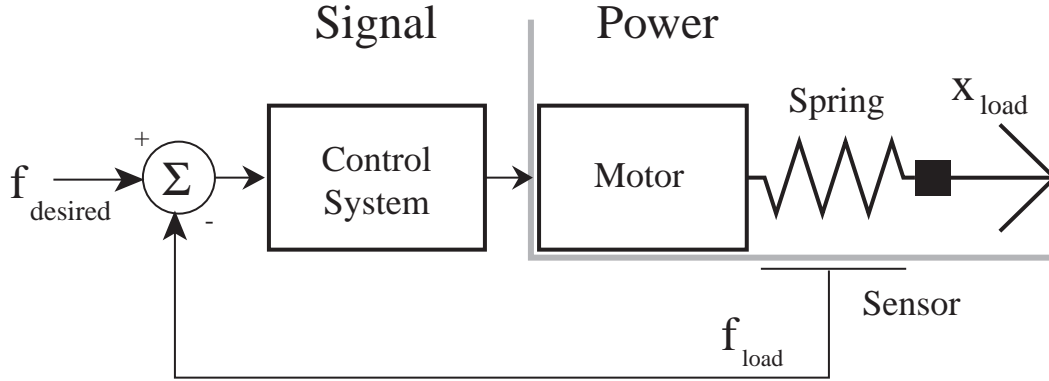 Signal
Power
Spring
x load
+
f desired
Σ
Control
System
Motor
-
Sensor
f load